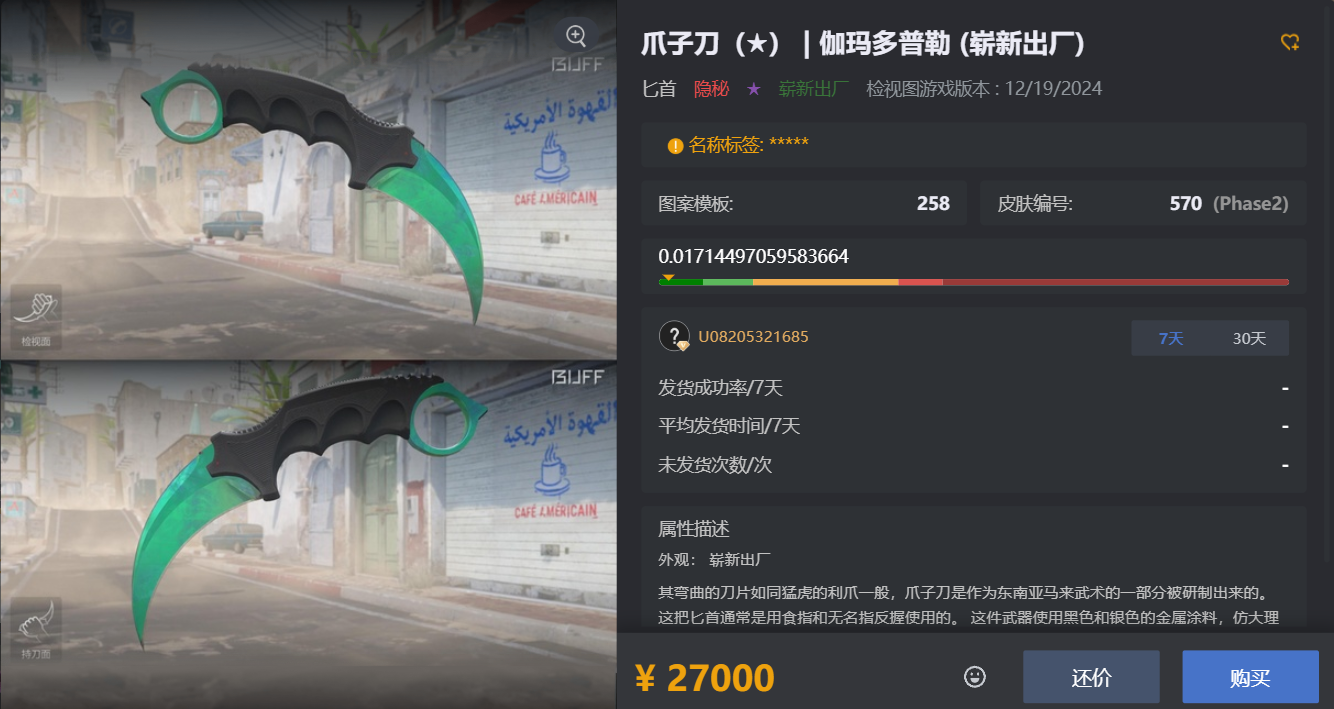 BUFF
القهوة الأمريكية
CAFÉ AMÉRICAIN
检视面
BUFF
القهوة الأمريكية
CAFÉ AMÉRICAIN
持刀面
爪子刀（★） | 伽玛多普勒 (崭新出厂)
匕首 隐秘 ★ 崭新出厂 检视图游戏版本 : 12/19/2024
! 名称标签: *****
图案模板: 258 皮肤编号: 570 (Phase2)
0.01714497059583664
? U08205321685 7天 30天
发货成功率/7天 -
平均发货时间/7天 -
未发货次数/次 -
属性描述
外观： 崭新出厂
其弯曲的刀片如同猛虎的利爪一般，爪子刀是作为东南亚马来武术的一部分被研制出来的。
这把匕首通常是用食指和无名指反握使用的。 这件武器使用黑色和银色的金属涂料，仿大理
¥ 27000 还价 购买